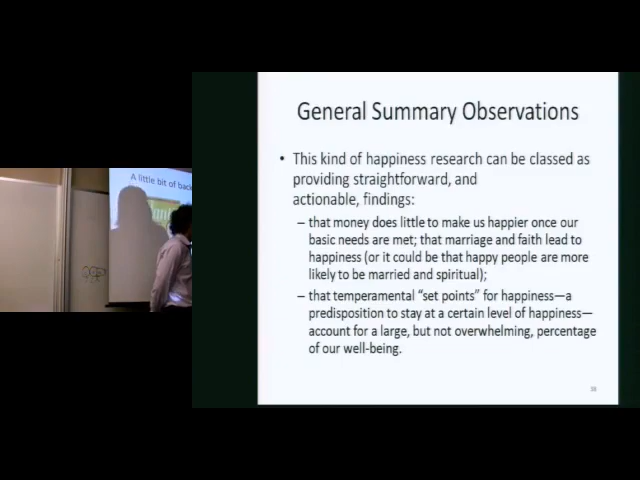 General Summary Observations
• This kind of happiness research can be classed as
providing straightforward, and
actionable, findings:
– that money does little to make us happier once our
basic needs are met; that marriage and faith lead to
happiness (or it could be that happy people are more
likely to be married and spiritual);
– that temperamental “set points” for happiness—a
predisposition to stay at a certain level of happiness—
account for a large, but not overwhelming, percentage
of our well-being.
A little bit of back